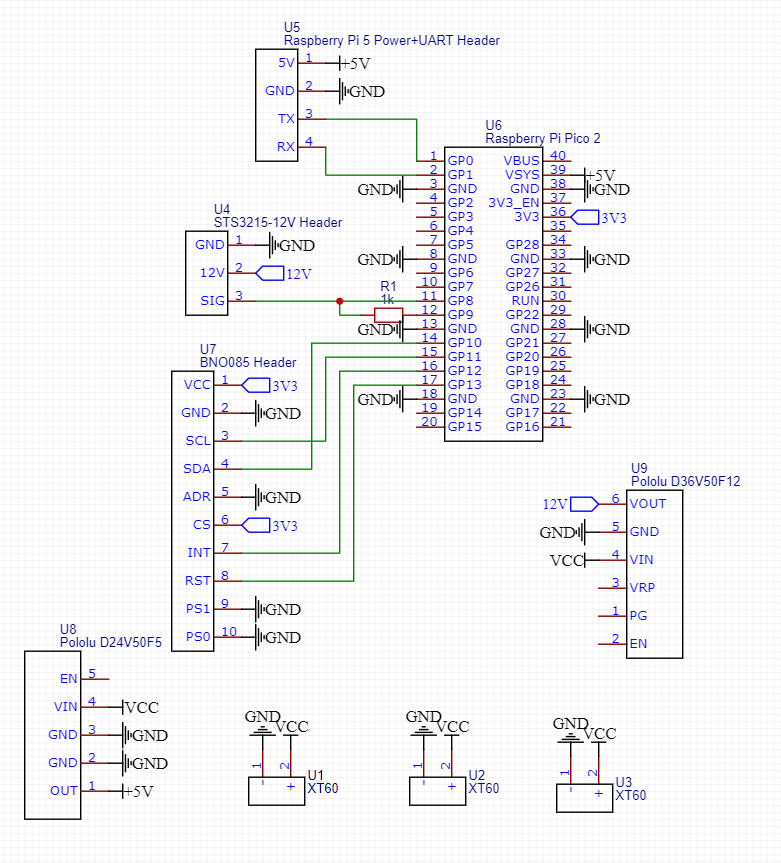 U5
Raspberry Pi 5 Power+UART Header
5V 1 +5V
GND 2 GND
TX 3
RX 4
U6
Raspberry Pi Pico 2
1 GP0 VBUS 40
2 GP1 VSYS 39 +5V
GND 3 GND GND 38 GND
4 GP2 3V3_EN 37
5 GP3 3V3 36 3V3
6 GP4 35
7 GP5 GP28 34
GND 8 GND GND 33 GND
9 GP6 GP27 32
10 GP7 GP26 31
11 GP8 RUN 30
12 GP9 GP22 29
GND 13 GND GND 28 GND
14 GP10 GP21 27
15 GP11 GP20 26
16 GP12 GP19 25
17 GP13 GP18 24
GND 18 GND GND 23 GND
19 GP14 GP17 22
20 GP15 GP16 21
U4
STS3215-12V Header
GND 1 GND
12V 2 12V
SIG 3
R1
1k
U7
BNO085 Header
VCC 1 3V3
GND 2 GND
SCL 3
SDA 4
ADR 5 GND
CS 6 3V3
INT 7
RST 8
PS1 9 GND
PS0 10 GND
U9
Pololu D36V50F12
12V 6 VOUT
GND 5 GND
VCC 4 VIN
3 VRP
1 PG
2 EN
U8
Pololu D24V50F5
EN 5
VIN 4 VCC
GND 3 GND
GND 2 GND
OUT 1 +5V
GND VCC
1 2
- +
U1
XT60
GND VCC
1 2
- +
U2
XT60
GND VCC
1 2
- +
U3
XT60